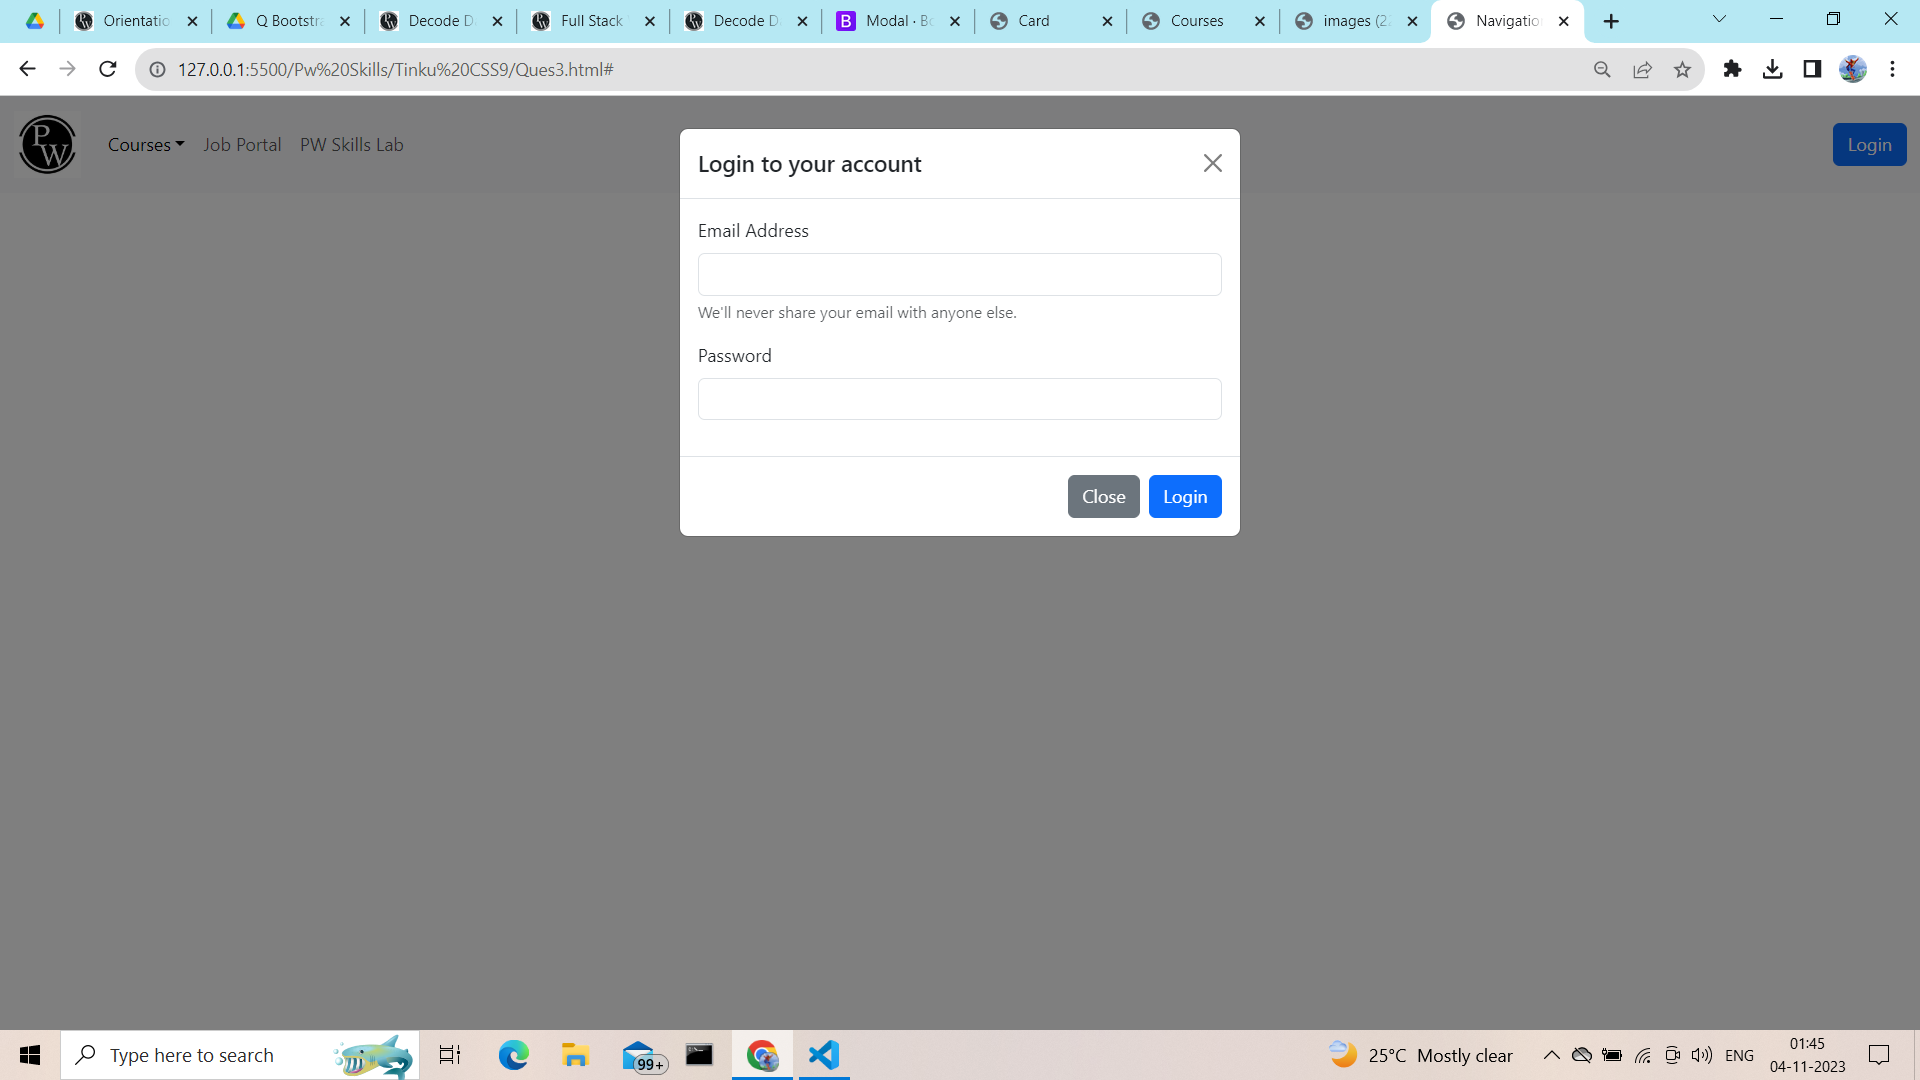 Orientatio
Q Bootstra
Decode D
Full Stack
Decode D
B
Modal · Bo
Card
Courses
images (22
Navigatio
127.0.0.1:5500/Pw%20Skills/Tinku%20CSS9/Ques3.html#
PW
Courses
Job Portal
PW Skills Lab
Login
Login to your account
Email Address
We'll never share your email with anyone else.
Password
Close
Login
Type here to search
99+
25°C Mostly clear
ENG
01:45
04-11-2023